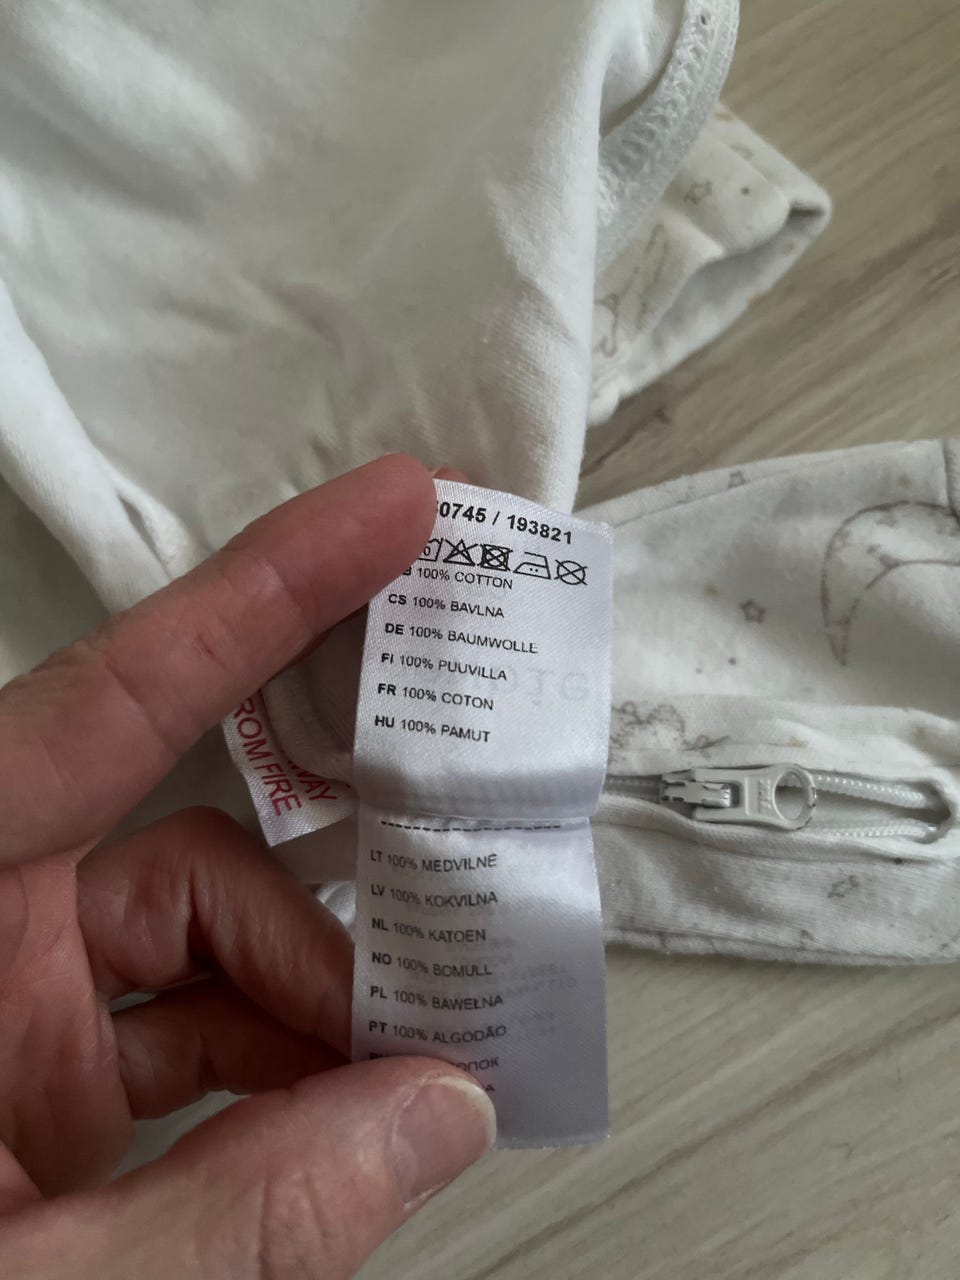 0745 / 193821
100% COTTON
CS 100% BAVLNA
DE 100% BAUMWOLLE
FI 100% PUUVILLA
FR 100% COTON
HU 100% PAMUT
ROM FIRE
WAY
LT 100% MEDVILNĖ
LV 100% KOKVILNA
NL 100% KATOEN
NO 100% BOMULL
PL 100% BAWEŁNA
PT 100% ALGODÃO